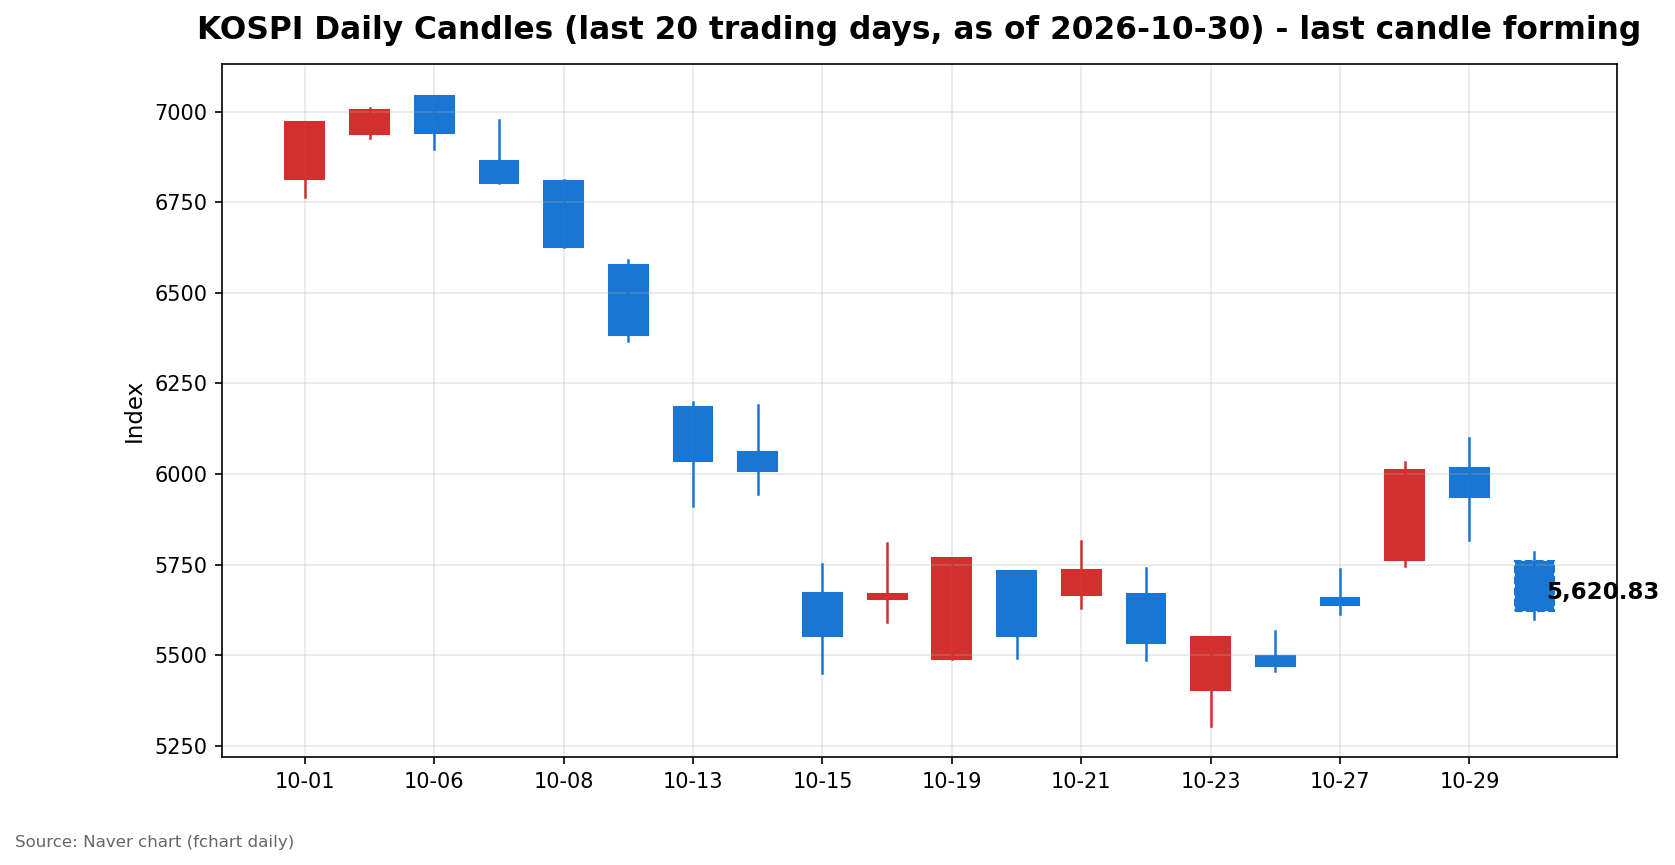 KOSPI Daily Candles (last 20 trading days, as of 2026-10-30) - last candle forming
Index
7000
6750
6500
6250
6000
5750
5500
5250
5,620.83
10-01 10-06 10-08 10-13 10-15 10-19 10-21 10-23 10-27 10-29
Source: Naver chart (fchart daily)